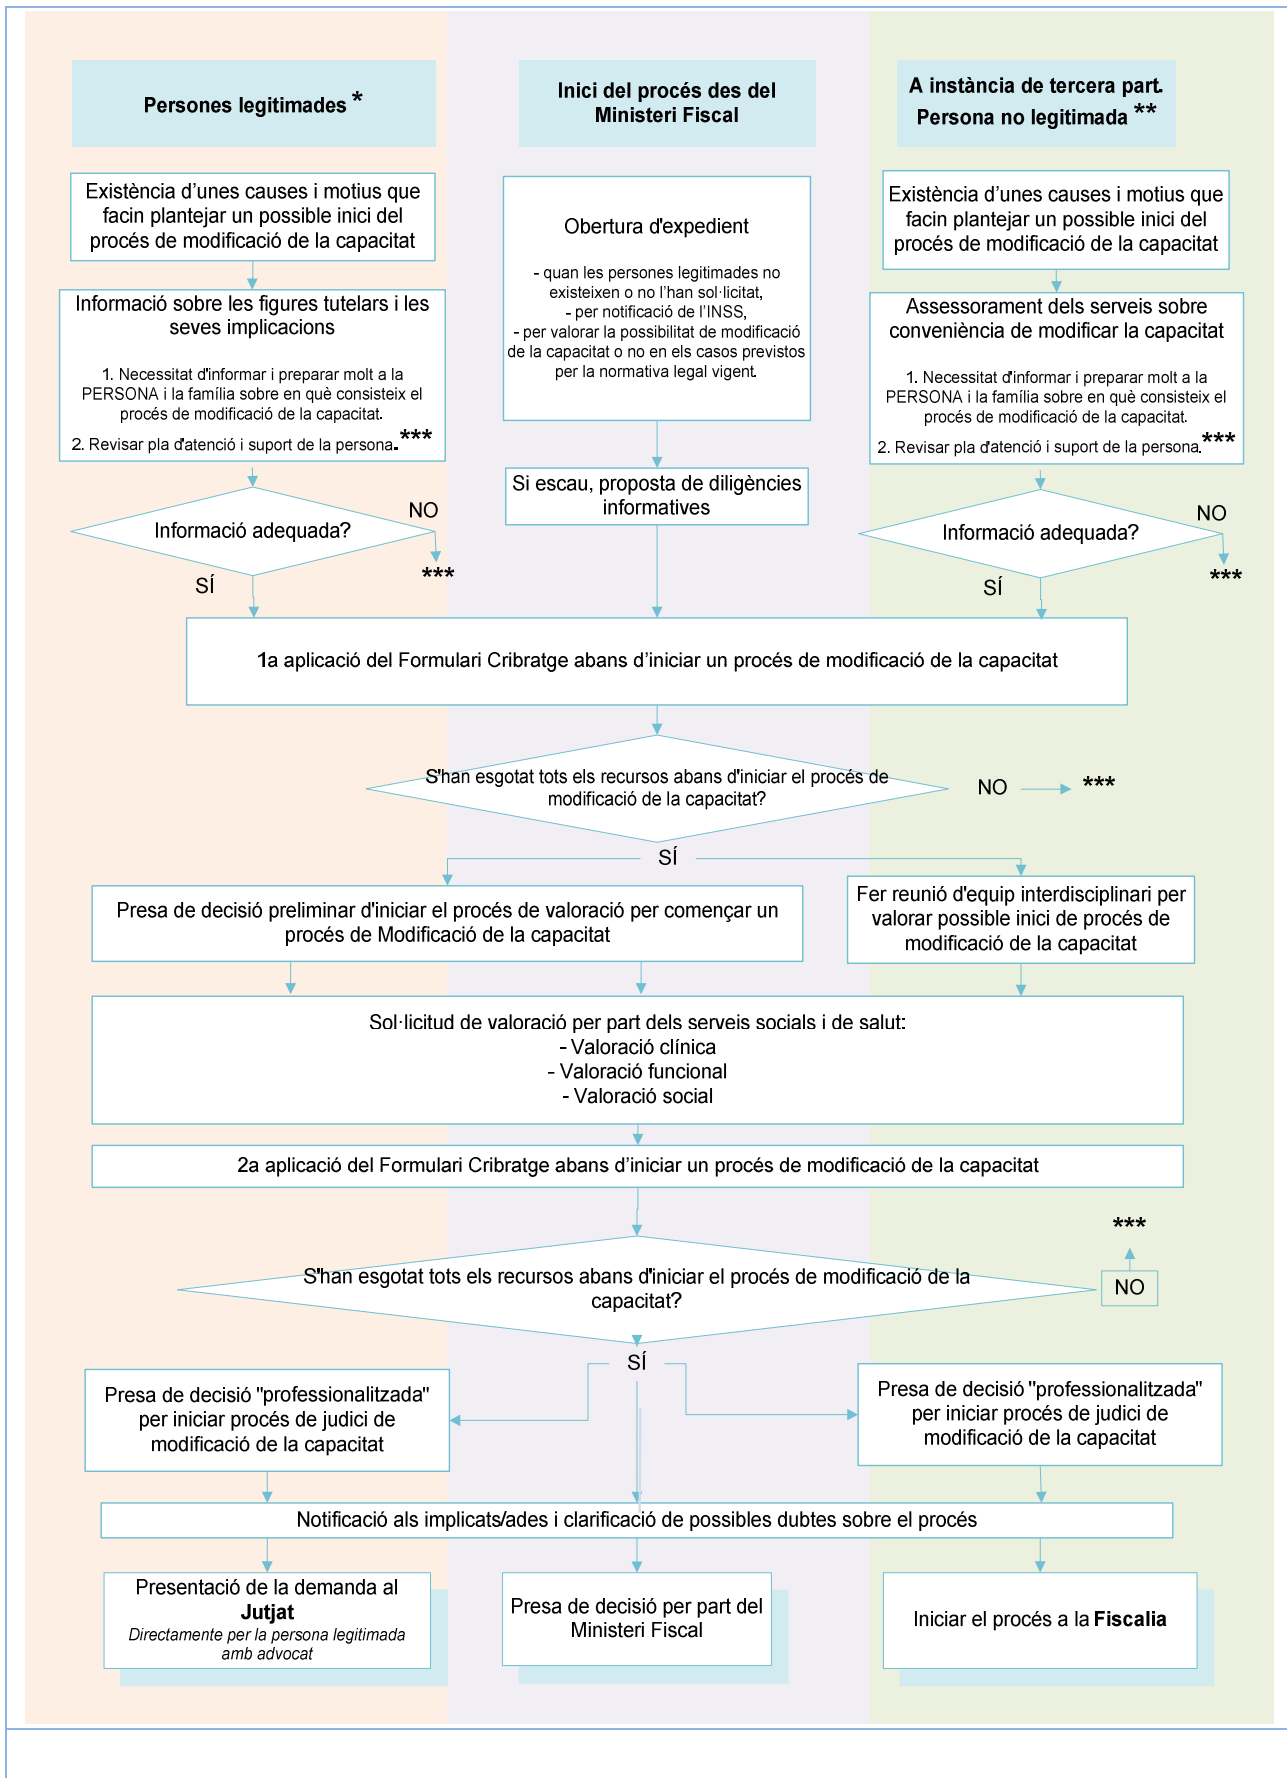 Persones legitimades *
Inici del procés des del
Ministeri Fiscal
A instància de tercera part.
Persona no legitimada **
Existència d'unes causes i motius que
facin plantejar un possible inici del
procés de modificació de la capacitat
Informació sobre les figures tutelars i les
seves implicacions
1. Necessitat d'informar i preparar molt a la
PERSONA i la família sobre en què consisteix el
procés de modificació de la capacitat.
2. Revisar pla d'atenció i suport de la persona.***
Informació adequada?
NO
***
SÍ
Obertura d'expedient
- quan les persones legitimades no
existeixen o no l'han sol·licitat,
- per notificació de l'INSS,
- per valorar la possibilitat de modificació
de la capacitat o no en els casos previstos
per la normativa legal vigent.
Si escau, proposta de diligències
informatives
Existència d'unes causes i motius que
facin plantejar un possible inici del
procés de modificació de la capacitat
Assessorament dels serveis sobre
conveniència de modificar la capacitat
1. Necessitat d'informar i preparar molt a la
PERSONA i la família sobre en què consisteix el
procés de modificació de la capacitat.
2. Revisar pla d'atenció i suport de la persona.***
Informació adequada?
NO
***
SÍ
1a aplicació del Formulari Cribratge abans d'iniciar un procés de modificació de la capacitat
S'han esgotat tots els recursos abans d'iniciar el procés de
modificació de la capacitat?
NO
***
SÍ
Presa de decisió preliminar d'iniciar el procés de valoració per començar un
procés de Modificació de la capacitat
Fer reunió d'equip interdisciplinari per
valorar possible inici de procés de
modificació de la capacitat
Sol·licitud de valoració per part dels serveis socials i de salut:
- Valoració clínica
- Valoració funcional
- Valoració social
2a aplicació del Formulari Cribratge abans d'iniciar un procés de modificació de la capacitat
***
NO
S'han esgotat tots els recursos abans d'iniciar el procés de modificació de la
capacitat?
SÍ
Presa de decisió "professionalitzada"
per iniciar procés de judici de
modificació de la capacitat
Presa de decisió "professionalitzada"
per iniciar procés de judici de
modificació de la capacitat
Notificació als implicats/ades i clarificació de possibles dubtes sobre el procés
Presentació de la demanda al
Jutjat
Directamente per la persona legitimada
amb advocat
Presa de decisió per part del
Ministeri Fiscal
Iniciar el procés a la Fiscalia